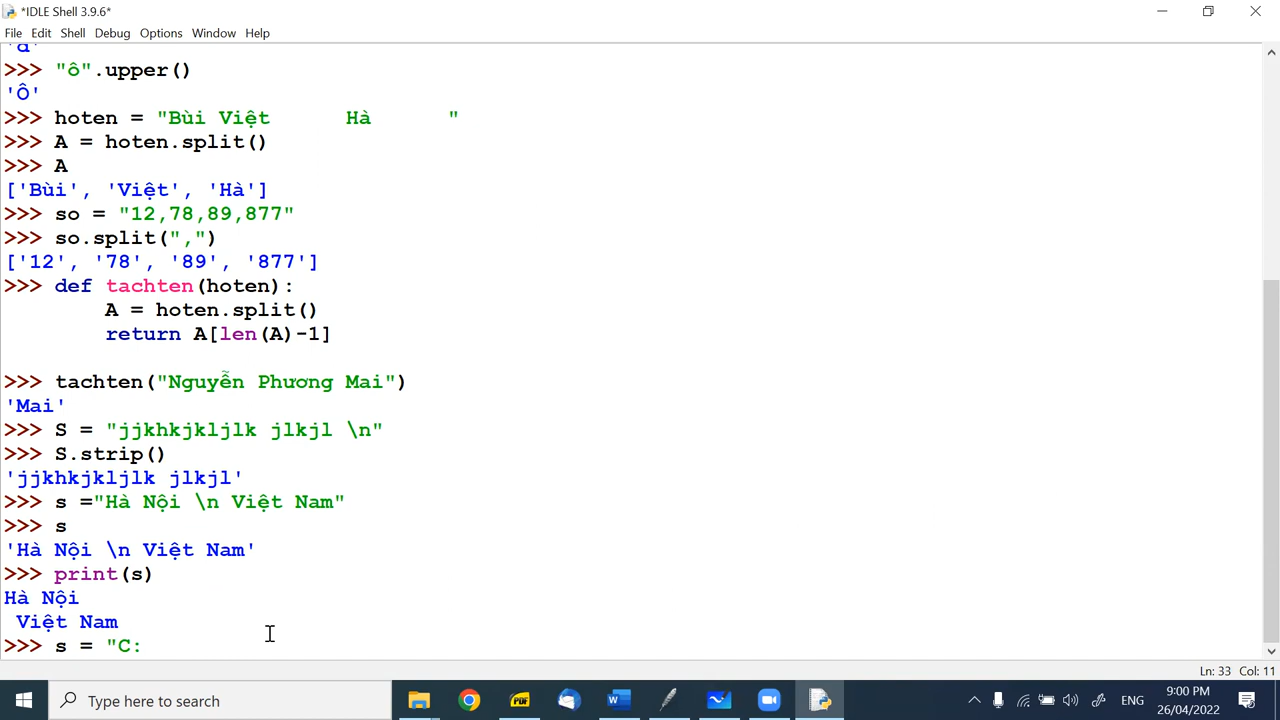 *IDLE Shell 3.9.6*
File Edit Shell Debug Options Window Help
>>> "ô".upper()
'Ô'
>>> hoten = "Bùi Việt      Hà      "
>>> A = hoten.split()
>>> A
['Bùi', 'Việt', 'Hà']
>>> so = "12,78,89,877"
>>> so.split(",")
['12', '78', '89', '877']
>>> def tachten(hoten):
        A = hoten.split()
        return A[len(A)-1]
>>> tachten("Nguyễn Phương Mai")
'Mai'
>>> S = "jjkhkjkljlk jlkjl \n"
>>> S.strip()
'jjkhkjkljlk jlkjl'
>>> s ="Hà Nội \n Việt Nam"
>>> s
'Hà Nội \n Việt Nam'
>>> print(s)
Hà Nội
 Việt Nam
>>> s = "C:
Ln: 33 Col: 11
Type here to search
PDF
ENG
9:00 PM
26/04/2022